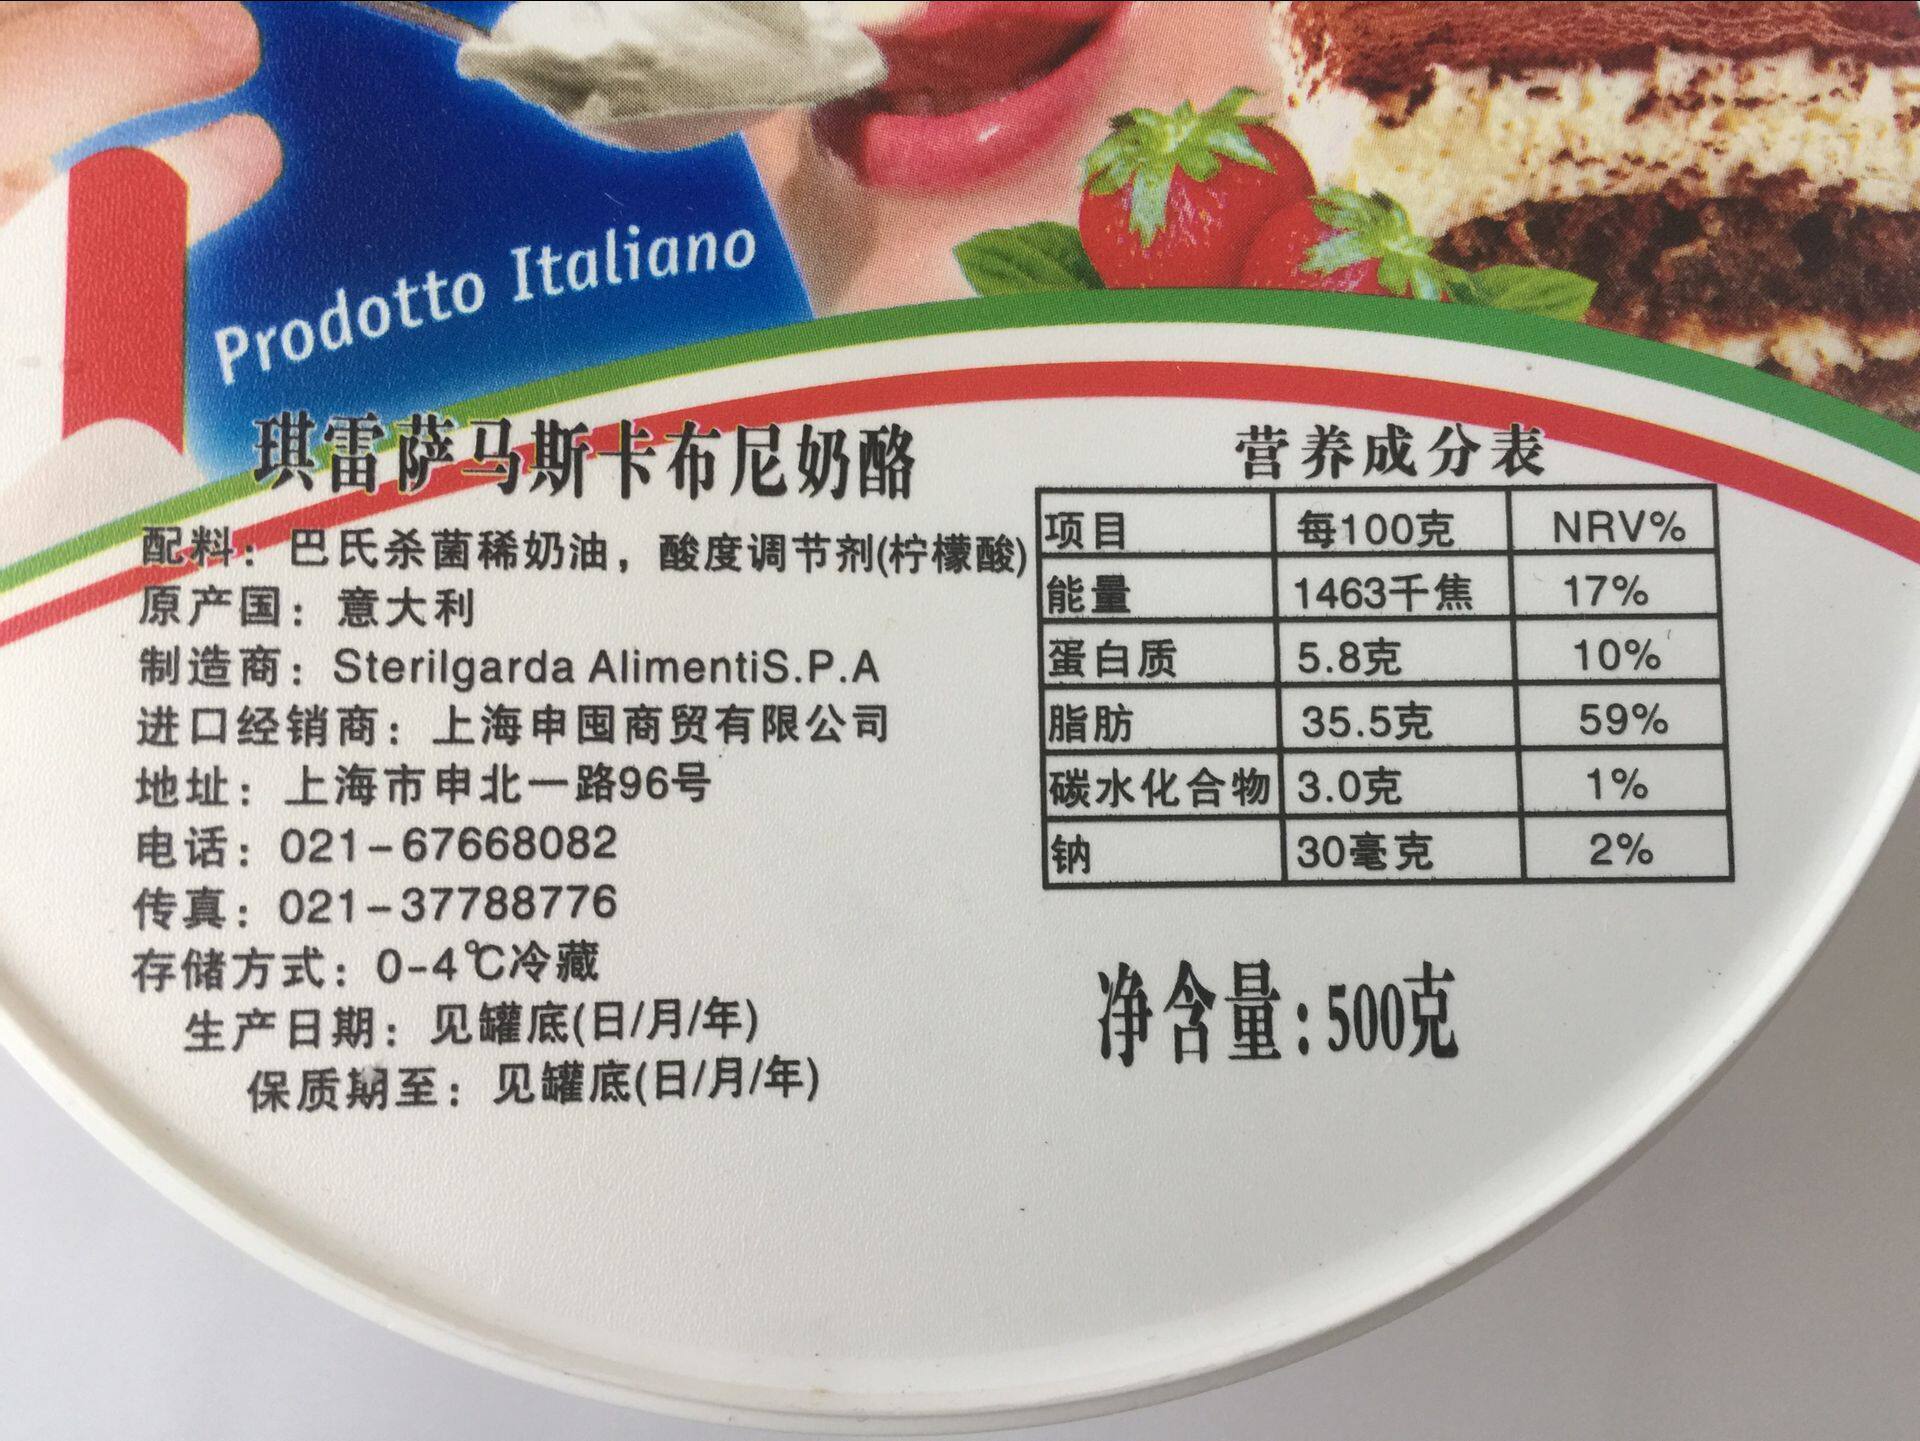 Prodotto Italiano
琪雷萨马斯卡布尼奶酪
配料：巴氏杀菌稀奶油，酸度调节剂(柠檬酸)
原产国：意大利
制造商：Sterilgarda AlimentiS.P.A
进口经销商：上海申囤商贸有限公司
地址：上海市申北一路96号
电话：021-67668082
传真：021-37788776
存储方式：0-4℃冷藏
生产日期：见罐底(日/月/年)
保质期至：见罐底(日/月/年)
营养成分表
项目 每100克 NRV%
能量 1463千焦 17%
蛋白质 5.8克 10%
脂肪 35.5克 59%
碳水化合物 3.0克 1%
钠 30毫克 2%
净含量:500克